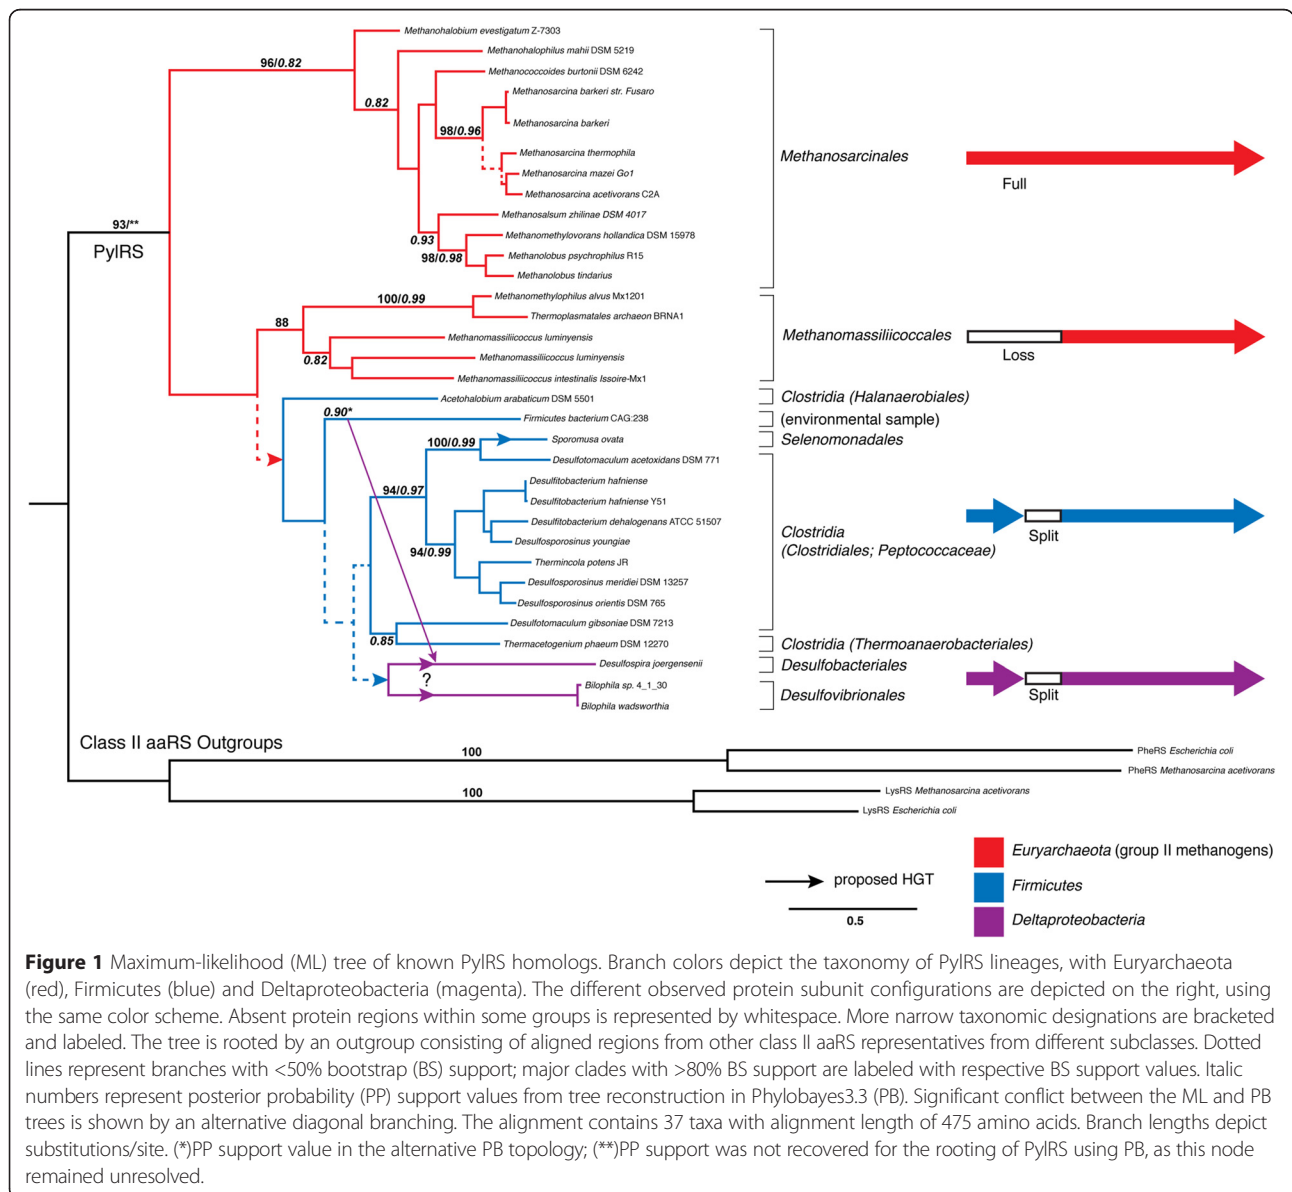 Methanohalobium evestigatum Z-7303
Methanohalophilus mahii DSM 5219
96/0.82
Methanococcoides burtonii DSM 6242
Methanosarcina barkeri str. Fusaro
0.82
Methanosarcina barkeri
98/0.96
Methanosarcina thermophila
Methanosarcinales
Methanosarcina mazei Go1
Full
Methanosarcina acetivorans C2A
Methanosalsum zhilinae DSM 4017
93/**
Methanomethylovorans hollandica DSM 15978
0.93
PylRS
98/0.98
Methanolobus psychrophilus R15
Methanolobus tindarius
Methanomethylophilus alvus Mx1201
100/0.99
Thermoplasmatales archaeon BRNA1
88
Methanomassiliicoccus luminyensis
Methanomassiliicoccales
Loss
0.82
Methanomassiliicoccus luminyensis
Methanomassiliicoccus intestinalis Issoire-Mx1
Acetohalobium arabaticum DSM 5501
Clostridia (Halanaerobiales)
0.90*
Firmicutes bacterium CAG:238
(environmental sample)
100/0.99
Sporomusa ovata
Selenomonadales
Desulfotomaculum acetoxidans DSM 771
Desulfitobacterium hafniense
94/0.97
Desulfitobacterium hafniense Y51
Desulfitobacterium dehalogenans ATCC 51507
Clostridia
Split
Desulfosporosinus youngiae
(Clostridiales; Peptococcaceae)
94/0.99
Thermincola potens JR
Desulfosporosinus meridiei DSM 13257
Desulfosporosinus orientis DSM 765
Desulfotomaculum gibsoniae DSM 7213
0.85
Thermacetogenium phaeum DSM 12270
Clostridia (Thermoanaerobacteriales)
Desulfospira joergensenii
Desulfobacteriales
?
Bilophila sp. 4_1_30
Desulfovibrionales
Split
Bilophila wadsworthia
Class II aaRS Outgroups
100
PheRS Escherichia coli
PheRS Methanosarcina acetivorans
100
LysRS Methanosarcina acetivorans
LysRS Escherichia coli
Euryarchaeota (group II methanogens)
proposed HGT
Firmicutes
0.5
Deltaproteobacteria
Figure 1 Maximum-likelihood (ML) tree of known PylRS homologs. Branch colors depict the taxonomy of PylRS lineages, with Euryarchaeota
(red), Firmicutes (blue) and Deltaproteobacteria (magenta). The different observed protein subunit configurations are depicted on the right, using
the same color scheme. Absent protein regions within some groups is represented by whitespace. More narrow taxonomic designations are bracketed
and labeled. The tree is rooted by an outgroup consisting of aligned regions from other class II aaRS representatives from different subclasses. Dotted
lines represent branches with <50% bootstrap (BS) support; major clades with >80% BS support are labeled with respective BS support values. Italic
numbers represent posterior probability (PP) support values from tree reconstruction in Phylobayes3.3 (PB). Significant conflict between the ML and PB
trees is shown by an alternative diagonal branching. The alignment contains 37 taxa with alignment length of 475 amino acids. Branch lengths depict
substitutions/site. (*)PP support value in the alternative PB topology; (**)PP support was not recovered for the rooting of PylRS using PB, as this node
remained unresolved.